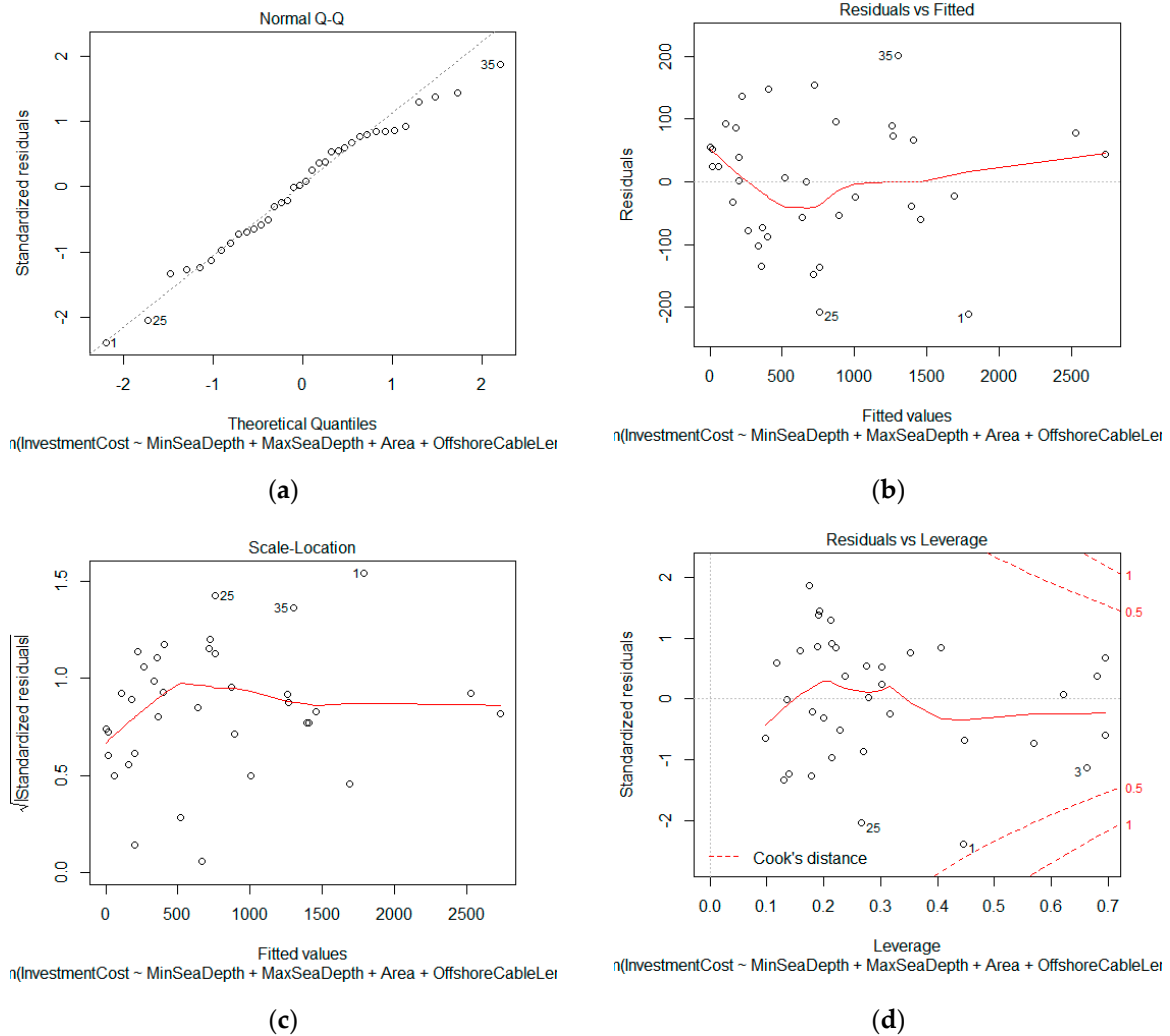 Normal Q-Q
Standardized residuals
2
1
0
-1
-2
35
25
1
-2 -1 0 1 2
Theoretical Quantiles
n(InvestmentCost ~ MinSeaDepth + MaxSeaDepth + Area + OffshoreCableLer
(a)
Residuals vs Fitted
Residuals
200
100
0
-100
-200
35
25
1
0 500 1000 1500 2000 2500
Fitted values
n(InvestmentCost ~ MinSeaDepth + MaxSeaDepth + Area + OffshoreCableLer
(b)
Scale-Location
√|Standardized residuals|
1.5
1.0
0.5
0.0
1
25
35
0 500 1000 1500 2000 2500
Fitted values
n(InvestmentCost ~ MinSeaDepth + MaxSeaDepth + Area + OffshoreCableLer
(c)
Residuals vs Leverage
Standardized residuals
2
1
0
-1
-2
1
0.5
0.5
1
3
25
1
Cook's distance
0.0 0.1 0.2 0.3 0.4 0.5 0.6 0.7
Leverage
n(InvestmentCost ~ MinSeaDepth + MaxSeaDepth + Area + OffshoreCableLer
(d)